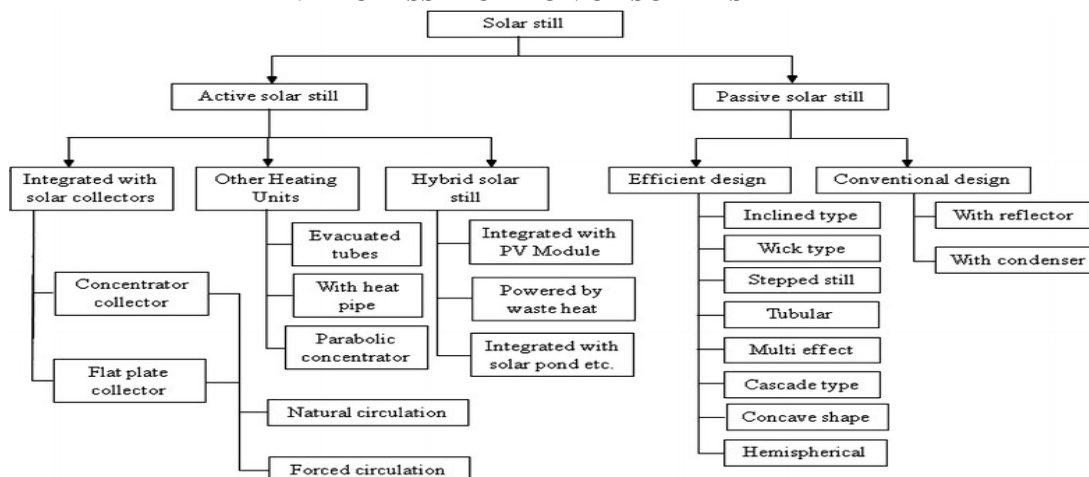 Solar still
Active solar still
Passive solar still
Integrated with
solar collectors
Other Heating
Units
Hybrid solar
still
Efficient design
Conventional design
Concentrator
collector
Flat plate
collector
Natural circulation
Forced circulation
Evacuated
tubes
With heat
pipe
Parabolic
concentrator
Integrated with
PV Module
Powered by
waste heat
Integrated with
solar pond etc.
Inclined type
Wick type
Stepped still
Tubular
Multi effect
Cascade type
Concave shape
Hemispherical
With reflector
With condenser